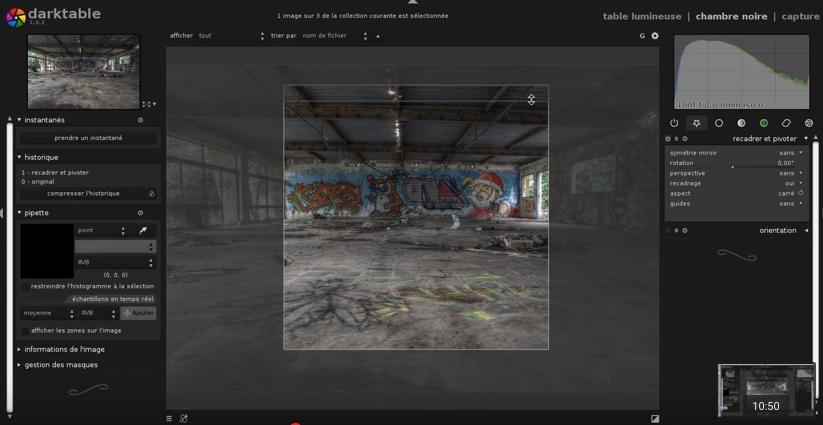 darktable
1.4.2
1 image sur 3 de la collection courante est sélectionnée
table lumineuse | chambre noire | capture
afficher tout trier par nom de fichier
G
instantanés
prendre un instantané
historique
1 - recadrer et pivoter
0 - original
compresser l'historique
pipette
point
RVB
(0, 0, 0)
restreindre l'histogramme à la sélection
échantillons en temps réel
moyenne RVB Ajouter
afficher les zones sur l'image
informations de l'image
gestion des masques
recadrer et pivoter
symétrie miroir sans
rotation 0.00°
perspective sans
recadrage oui
aspect carré
guides sans
orientation
10:50